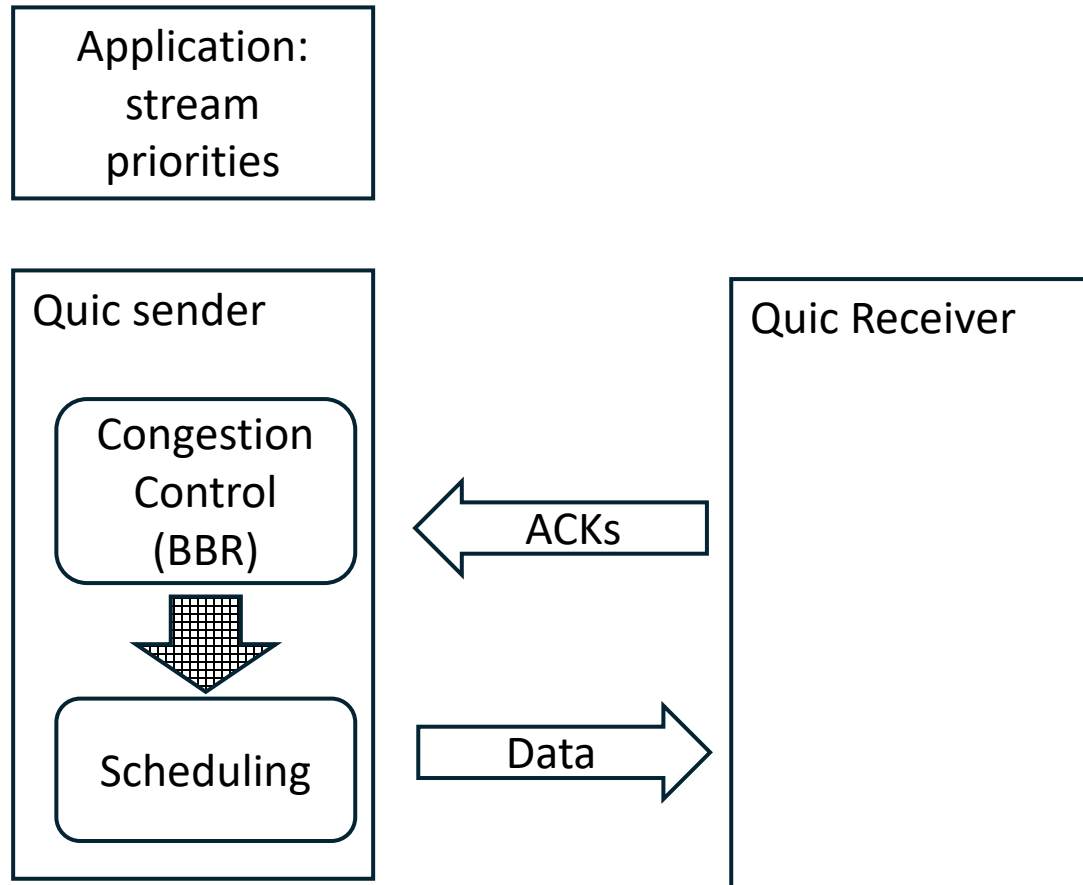 Application:
stream
priorities
Quic sender
Congestion
Control
(BBR)
Scheduling
ACKs
Data
Quic Receiver